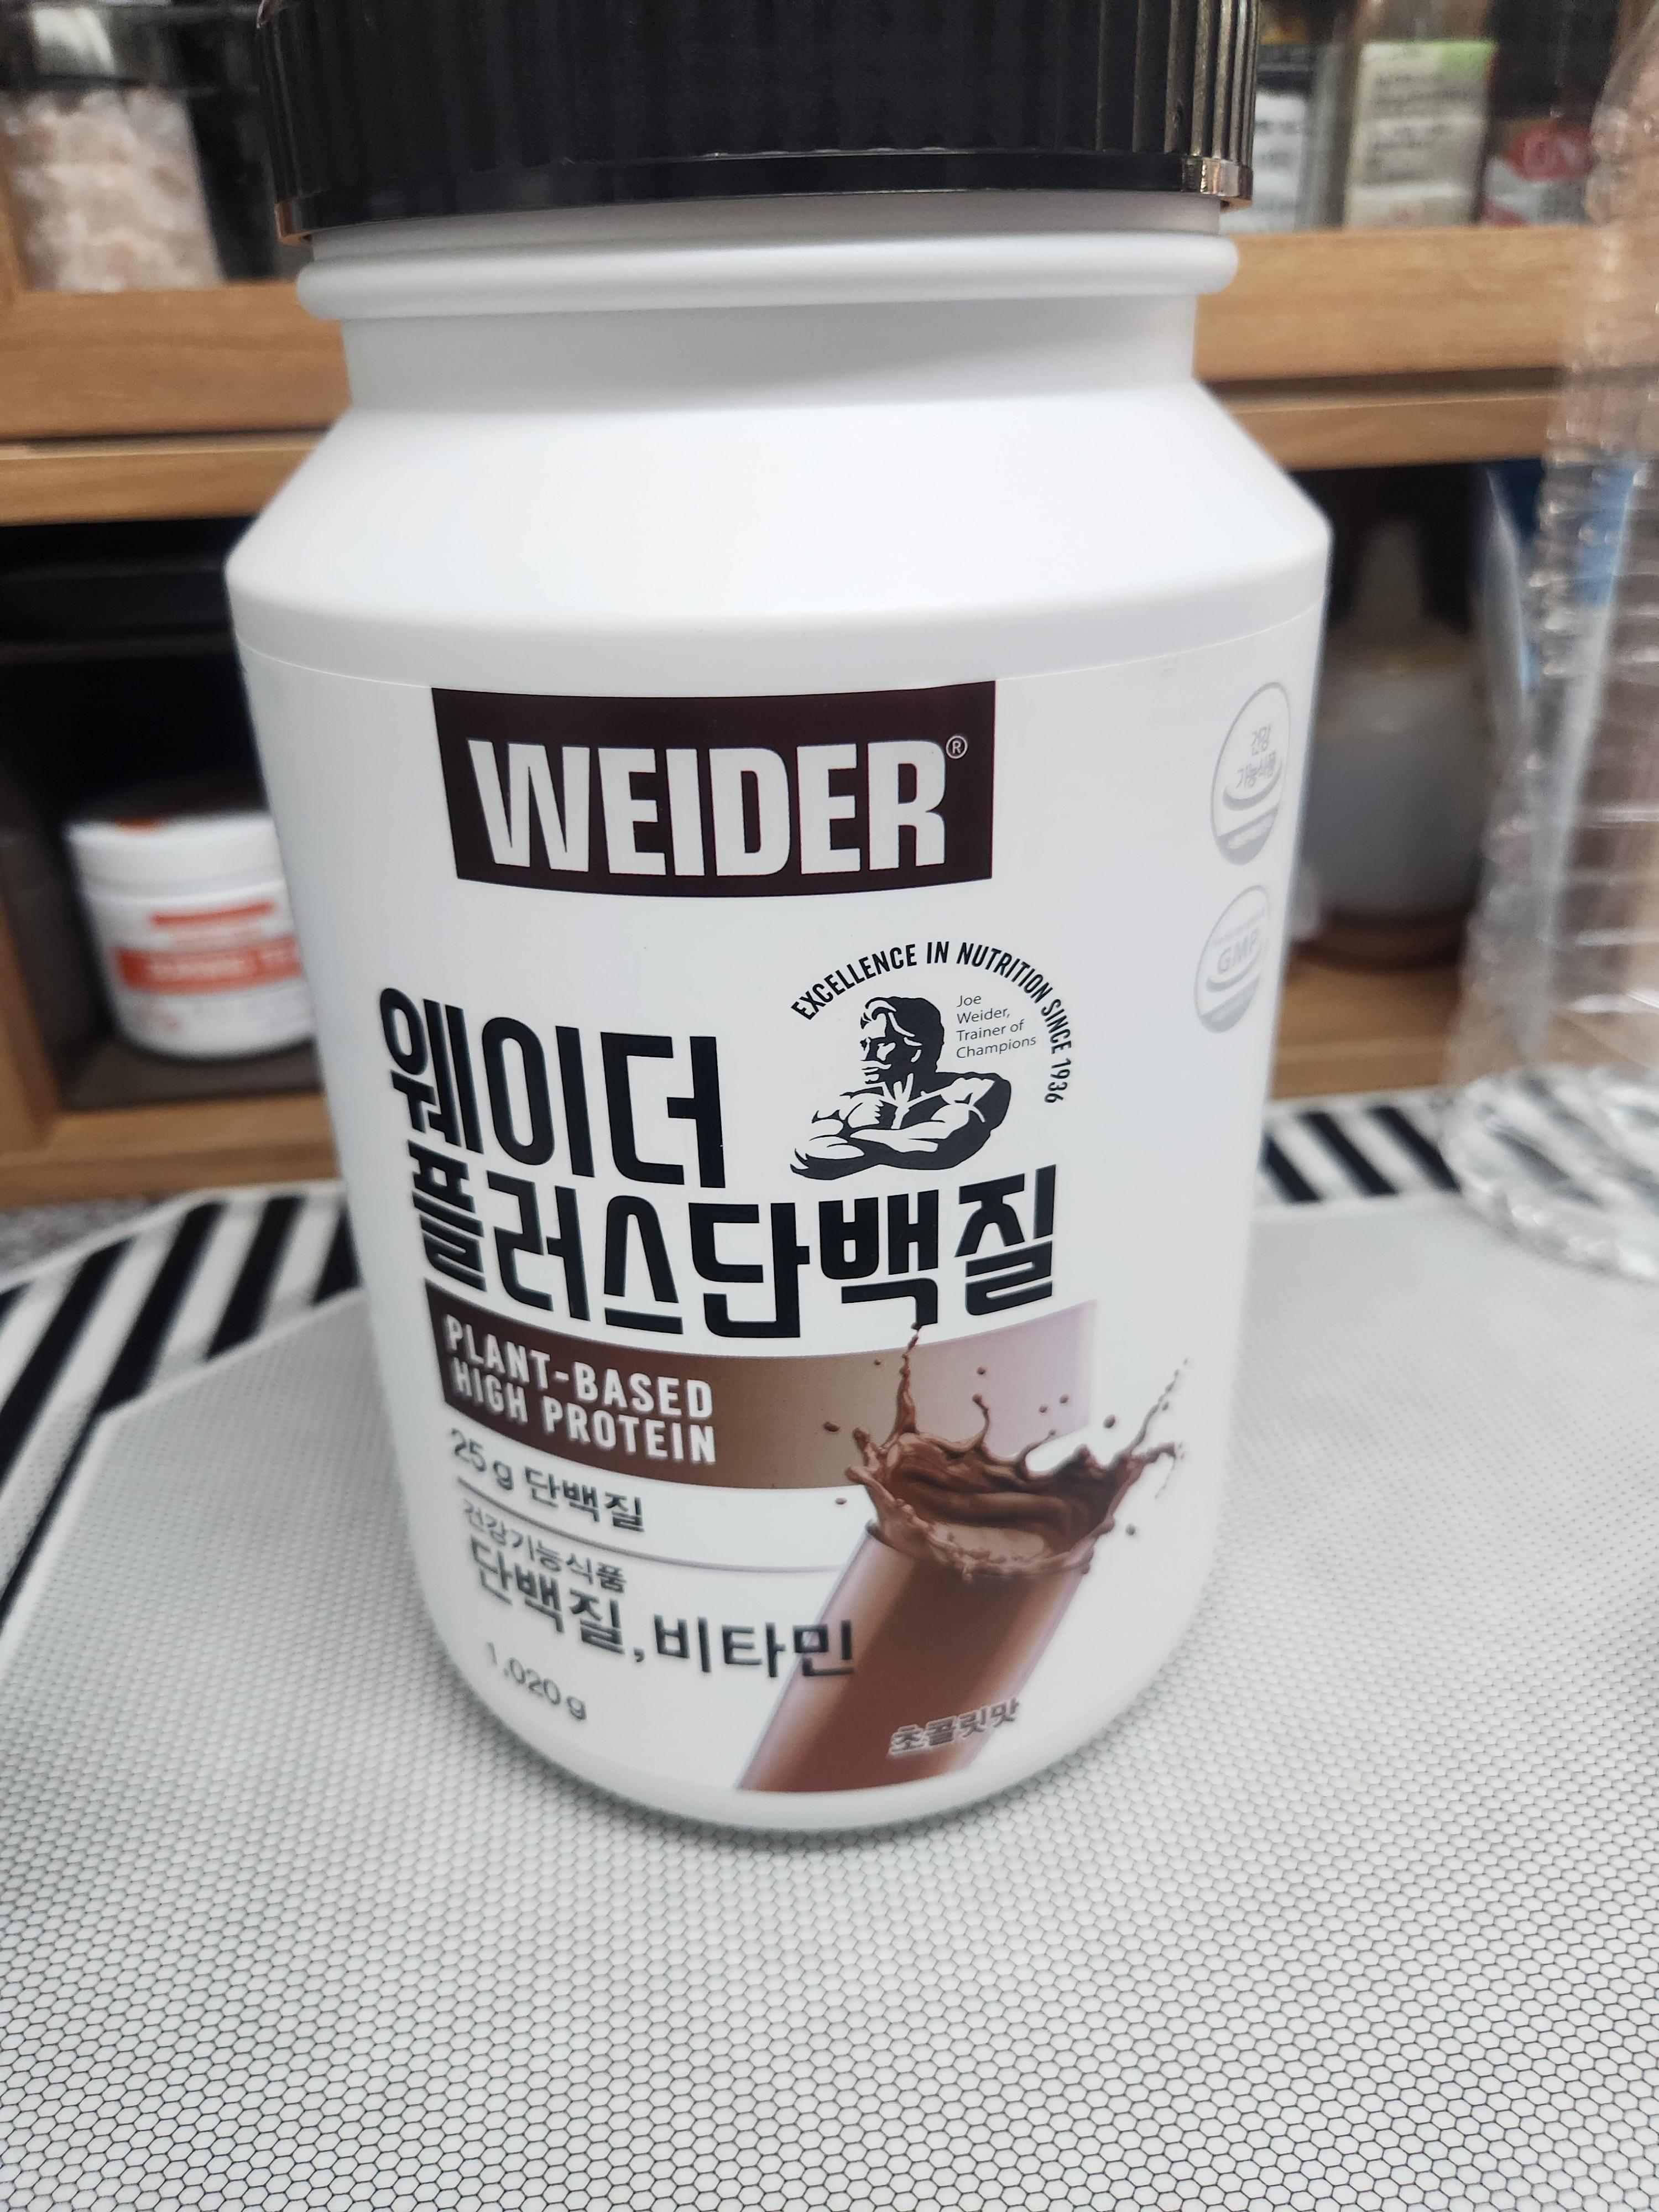 WEIDER®
EXCELLENCE IN NUTRITION SINCE 1936
Joe
Weider,
Trainer of
Champions
웨이더
플러스단백질
PLANT-BASED
HIGH PROTEIN
25g 단백질
건강기능식품
단백질, 비타민
1,020g
초콜릿맛
건강
기능식품
GMP